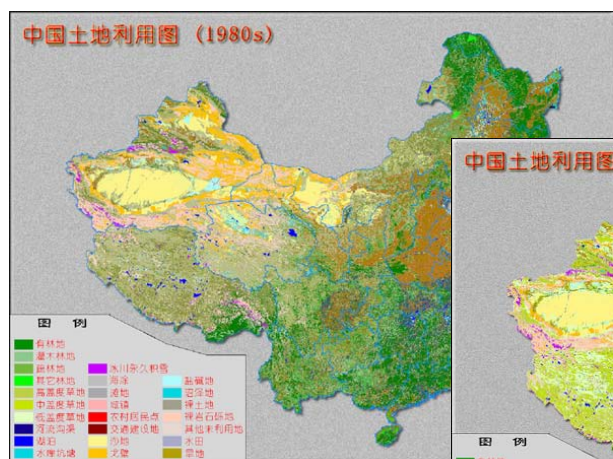 中国土地利用图 (1980s)
中国土地利用图
图 例
有林地
灌木林地
疏林地
其它林地
高盖度草地
中盖度草地
低盖度草地
河流沟渠
湖泊
水库坑塘
冰川永久积雪
海涂
滩地
城镇
农村居民点
交通建设地
沙地
戈壁
盐碱地
沼泽地
裸土地
裸岩石砾地
其他未利用地
水田
旱地
图 例